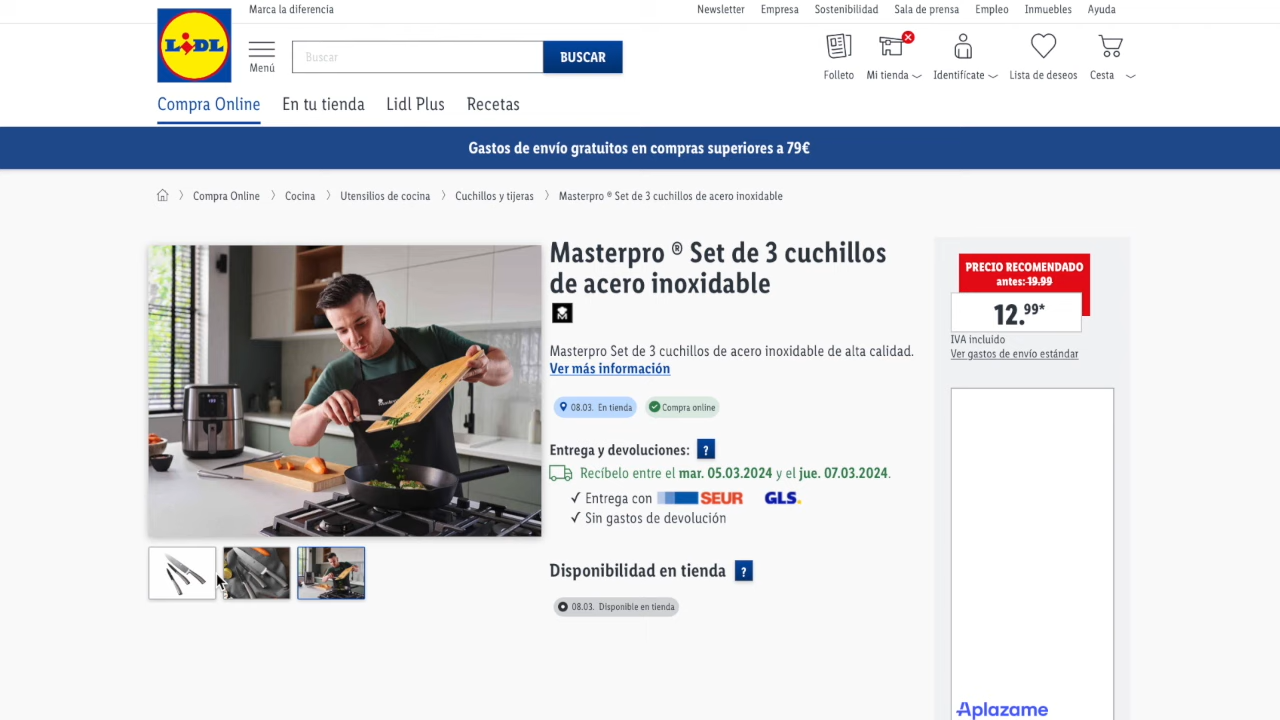 Marca la diferencia
Newsletter Empresa Sostenibilidad Sala de prensa Empleo Inmuebles Ayuda
LIDL
Menú
Buscar
BUSCAR
Folleto Mi tienda Identifícate Lista de deseos Cesta
Compra Online En tu tienda Lidl Plus Recetas
Gastos de envío gratuitos en compras superiores a 79€
Compra Online Cocina Utensilios de cocina Cuchillos y tijeras Masterpro ® Set de 3 cuchillos de acero inoxidable
Masterpro ® Set de 3 cuchillos
de acero inoxidable
M
Masterpro Set de 3 cuchillos de acero inoxidable de alta calidad.
Ver más información
08.03. En tienda Compra online
Entrega y devoluciones: ?
Recíbelo entre el mar. 05.03.2024 y el jue. 07.03.2024.
✓ Entrega con SEUR GLS.
✓ Sin gastos de devolución
Disponibilidad en tienda ?
08.03. Disponible en tienda
PRECIO RECOMENDADO
antes: 19.99
12.99*
IVA incluido
Ver gastos de envío estándar
Aplazame